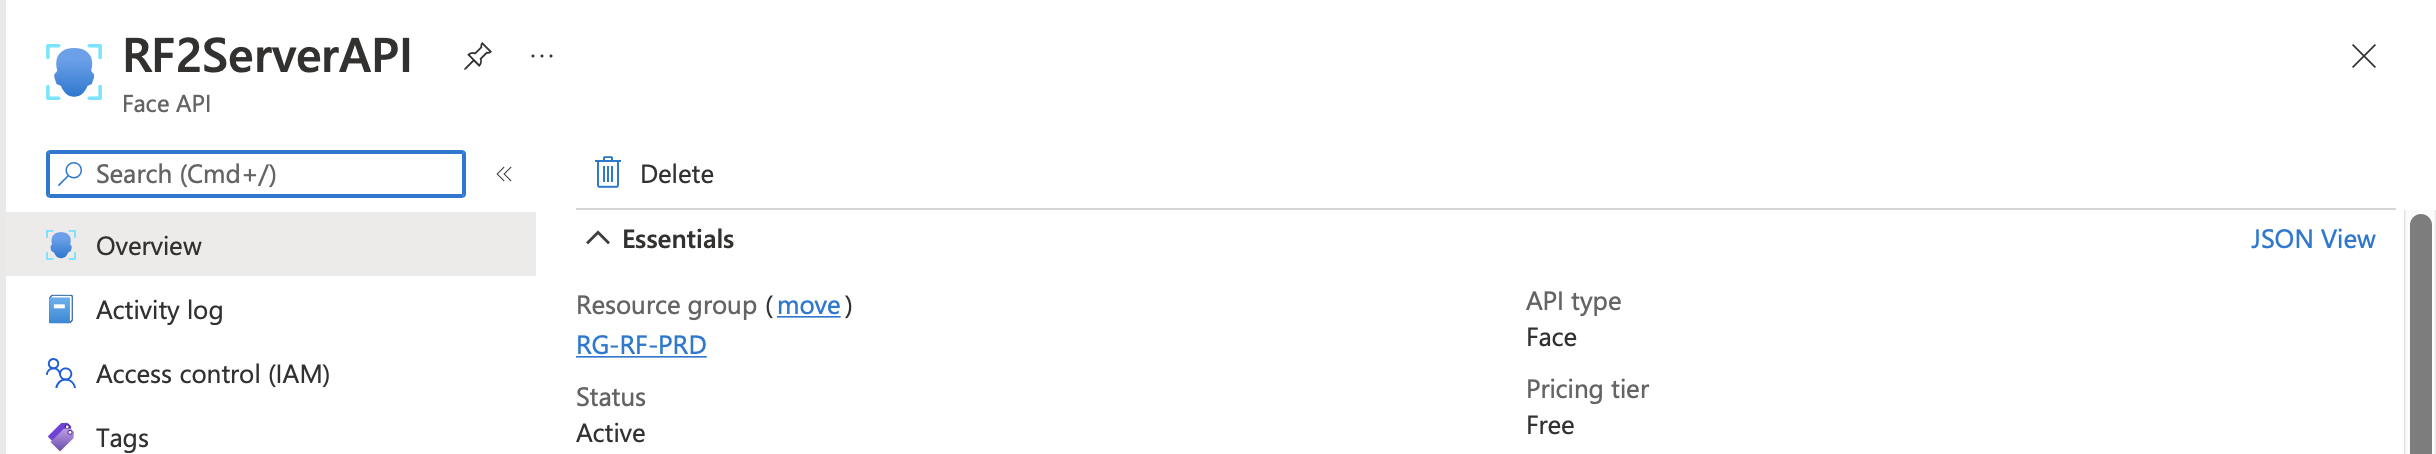 RF2ServerAPI
Face API
Search (Cmd+/)
Overview
Activity log
Access control (IAM)
Tags
Delete
Essentials
JSON View
Resource group (move)
RG-RF-PRD
Status
Active
API type
Face
Pricing tier
Free